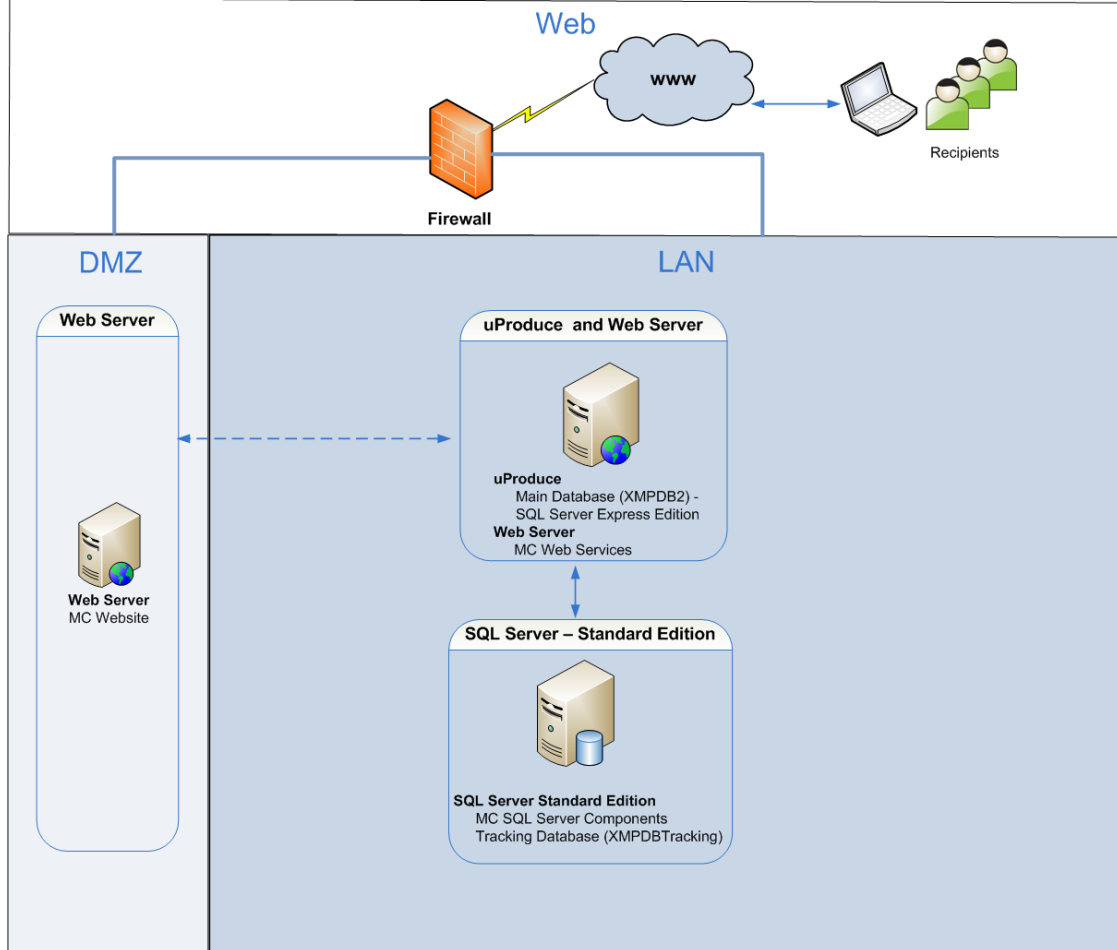 Web
www
Recipients
Firewall
DMZ
LAN
Web Server
uProduce and Web Server
uProduce
Main Database (XMPDB2) -
SQL Server Express Edition
Web Server
MC Web Services
Web Server
MC Website
SQL Server – Standard Edition
SQL Server Standard Edition
MC SQL Server Components
Tracking Database (XMPDBTracking)